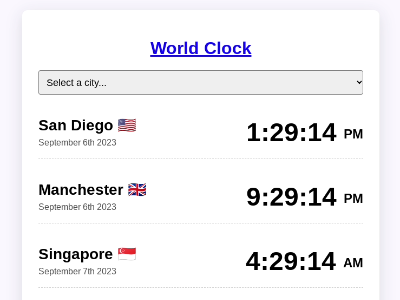 World Clock
Select a city...
San Diego 🇺🇸
1:29:14 PM
September 6th 2023
Manchester 🇬🇧
9:29:14 PM
September 6th 2023
Singapore 🇸🇬
4:29:14 AM
September 7th 2023